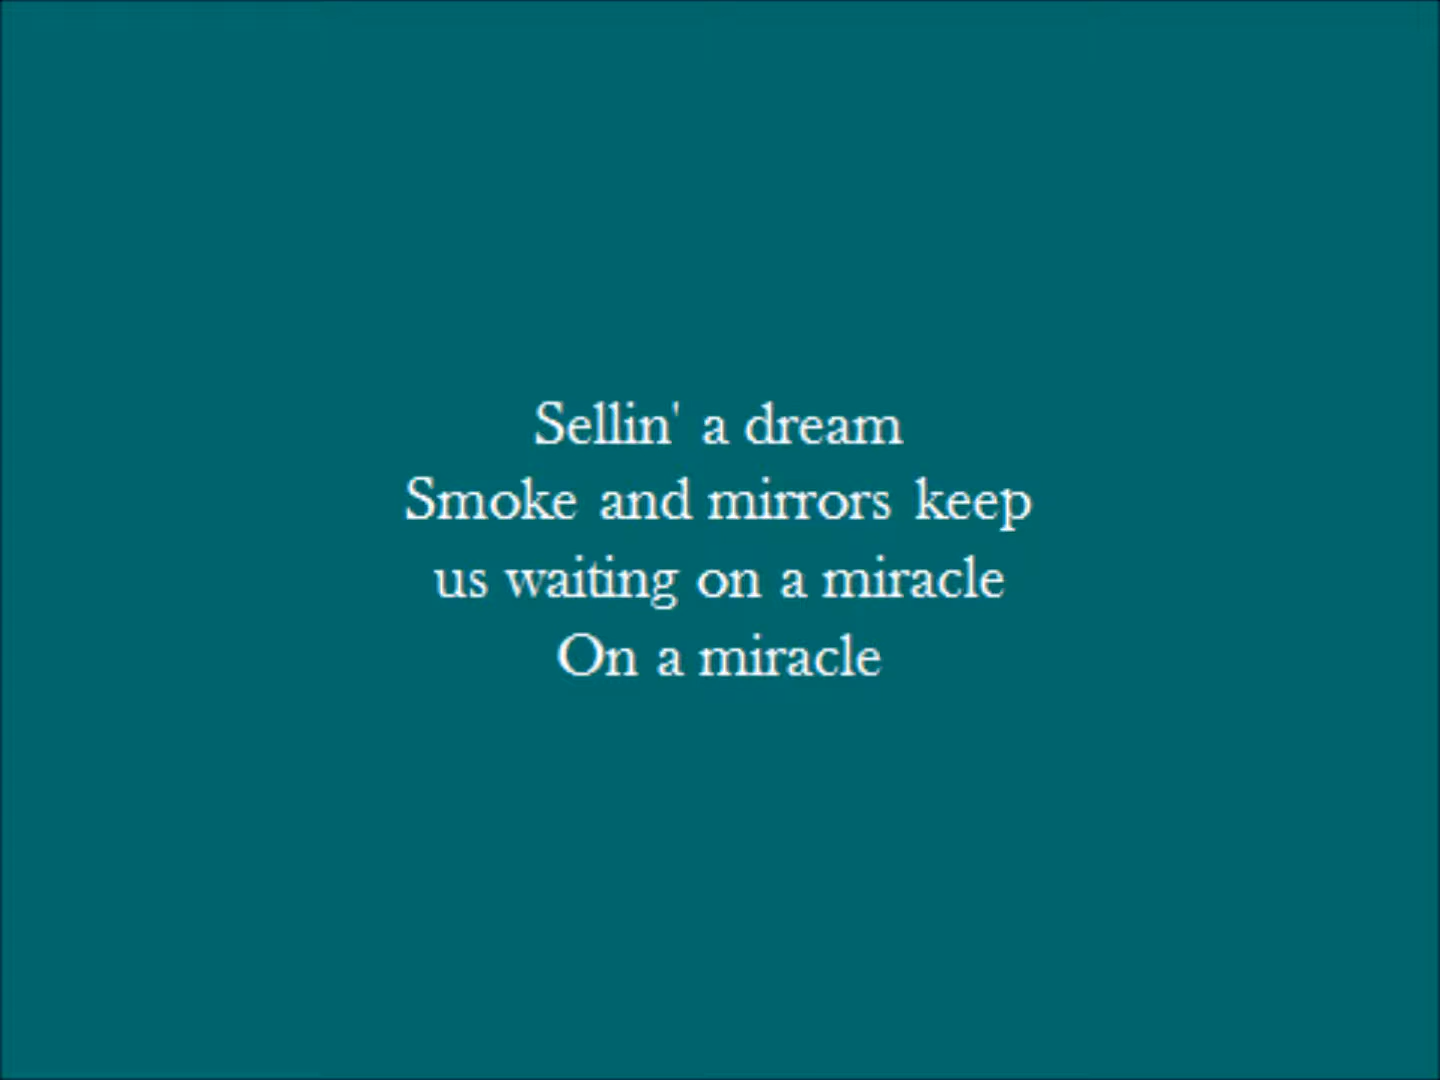 Sellin' a dream
Smoke and mirrors keep
us waiting on a miracle
On a miracle